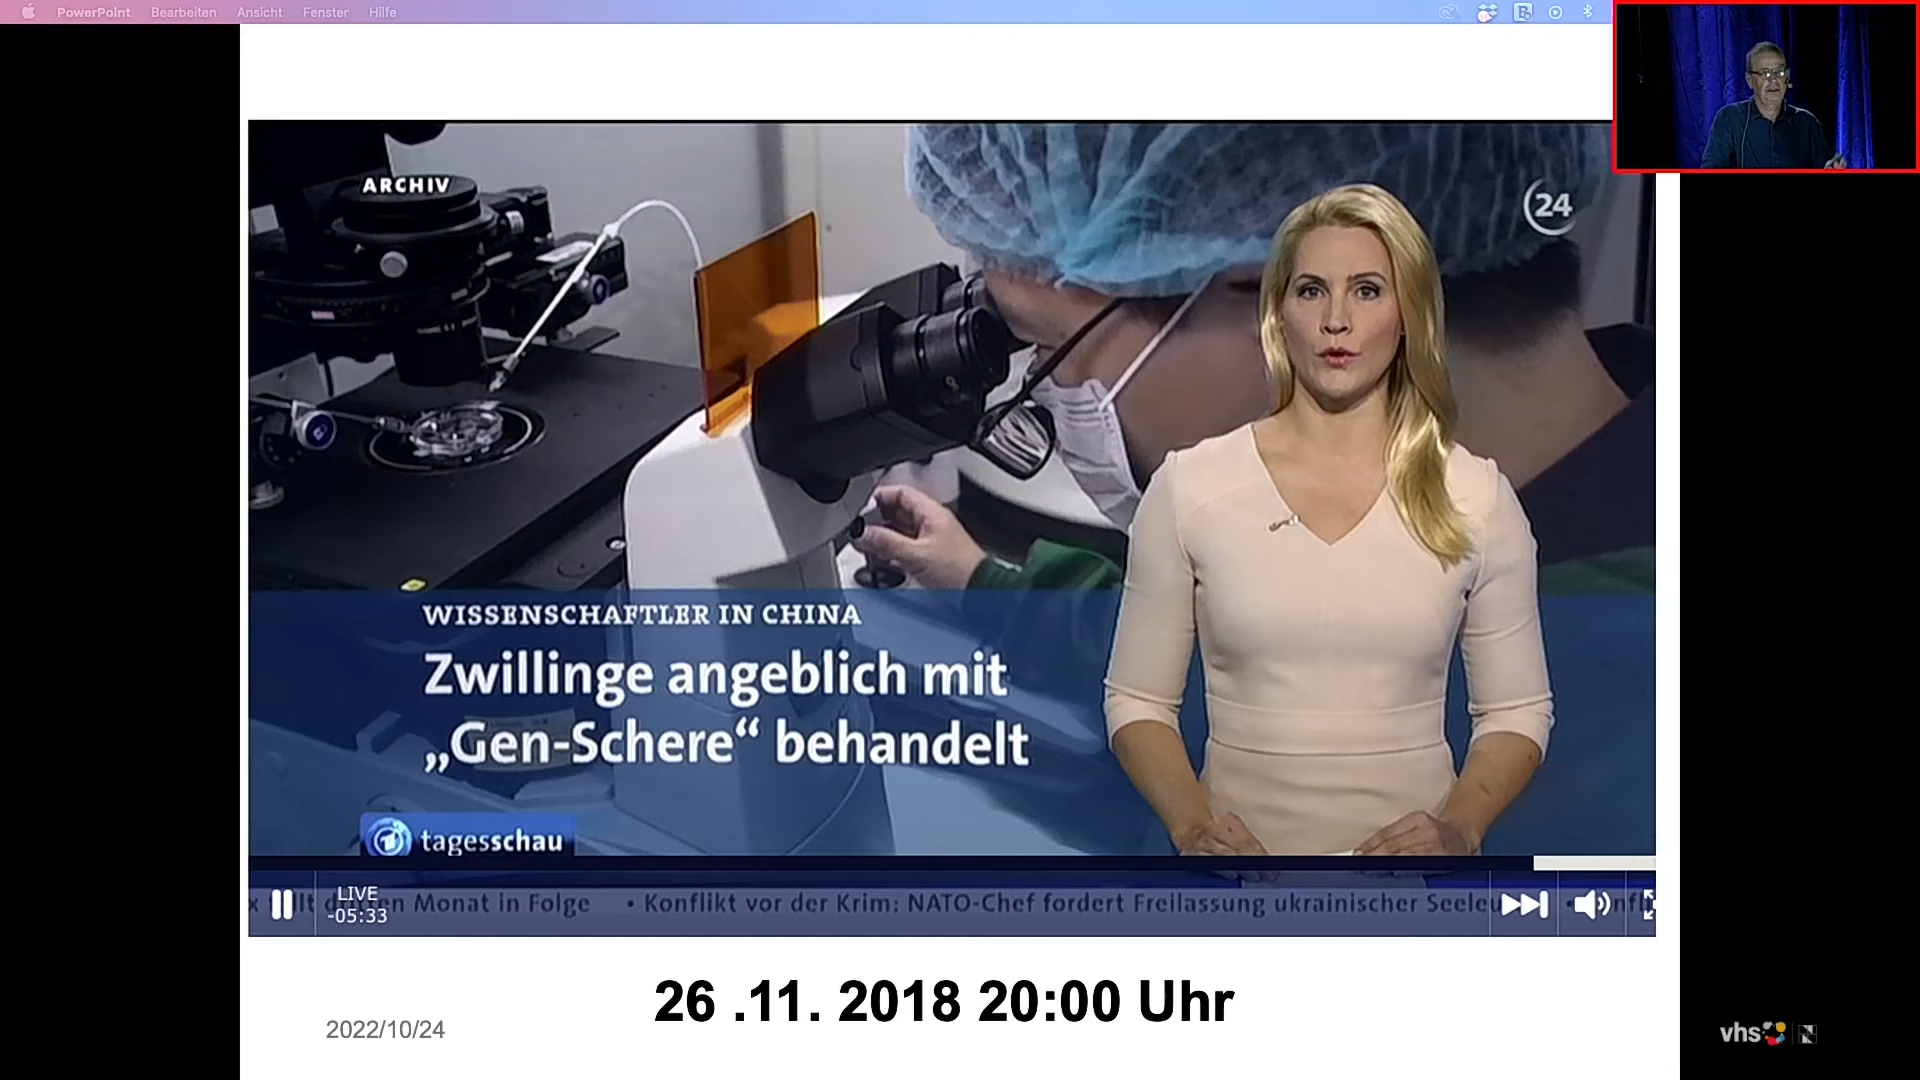 PowerPoint Bearbeiten Ansicht Fenster Hilfe
ARCHIV
24
WISSENSCHAFTLER IN CHINA
Zwillinge angeblich mit
„Gen-Schere“ behandelt
tagesschau
LIVE
-05:33
Monat in Folge • Konflikt vor der Krim: NATO-Chef fordert Freilassung ukrainischer
26 .11. 2018 20:00 Uhr
2022/10/24
vhs